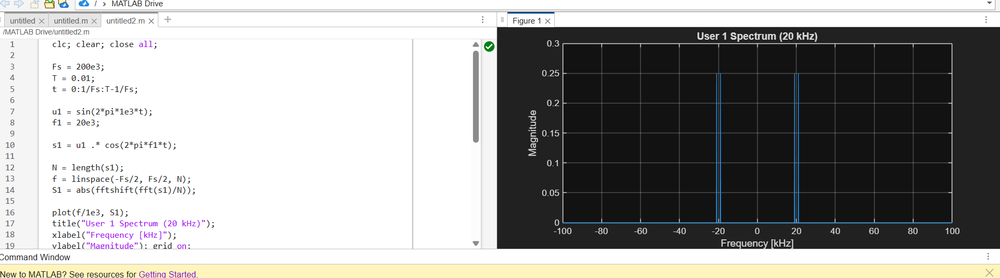 / › MATLAB Drive
untitled × untitled.m × untitled2.m × +
/MATLAB Drive/untitled2.m
1 clc; clear; close all;
2
3 Fs = 200e3;
4 T = 0.01;
5 t = 0:1/Fs:T-1/Fs;
6
7 u1 = sin(2*pi*1e3*t);
8 f1 = 20e3;
9
10 s1 = u1 .* cos(2*pi*f1*t);
11
12 N = length(s1);
13 f = linspace(-Fs/2, Fs/2, N);
14 S1 = abs(fftshift(fft(s1)/N));
15
16 plot(f/1e3, S1);
17 title("User 1 Spectrum (20 kHz)");
18 xlabel("Frequency [kHz]");
19 ylabel("Magnitude"); grid on;
Figure 1 ×
User 1 Spectrum (20 kHz)
0.3
0.25
0.2
0.15
0.1
0.05
0
Magnitude
-100 -80 -60 -40 -20 0 20 40 60 80 100
Frequency [kHz]
Command Window
New to MATLAB? See resources for Getting Started.